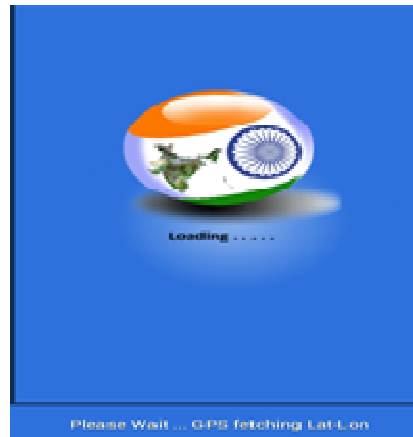 Loading . . . . .
Please Wait ... GPS fetching Lat-Lon